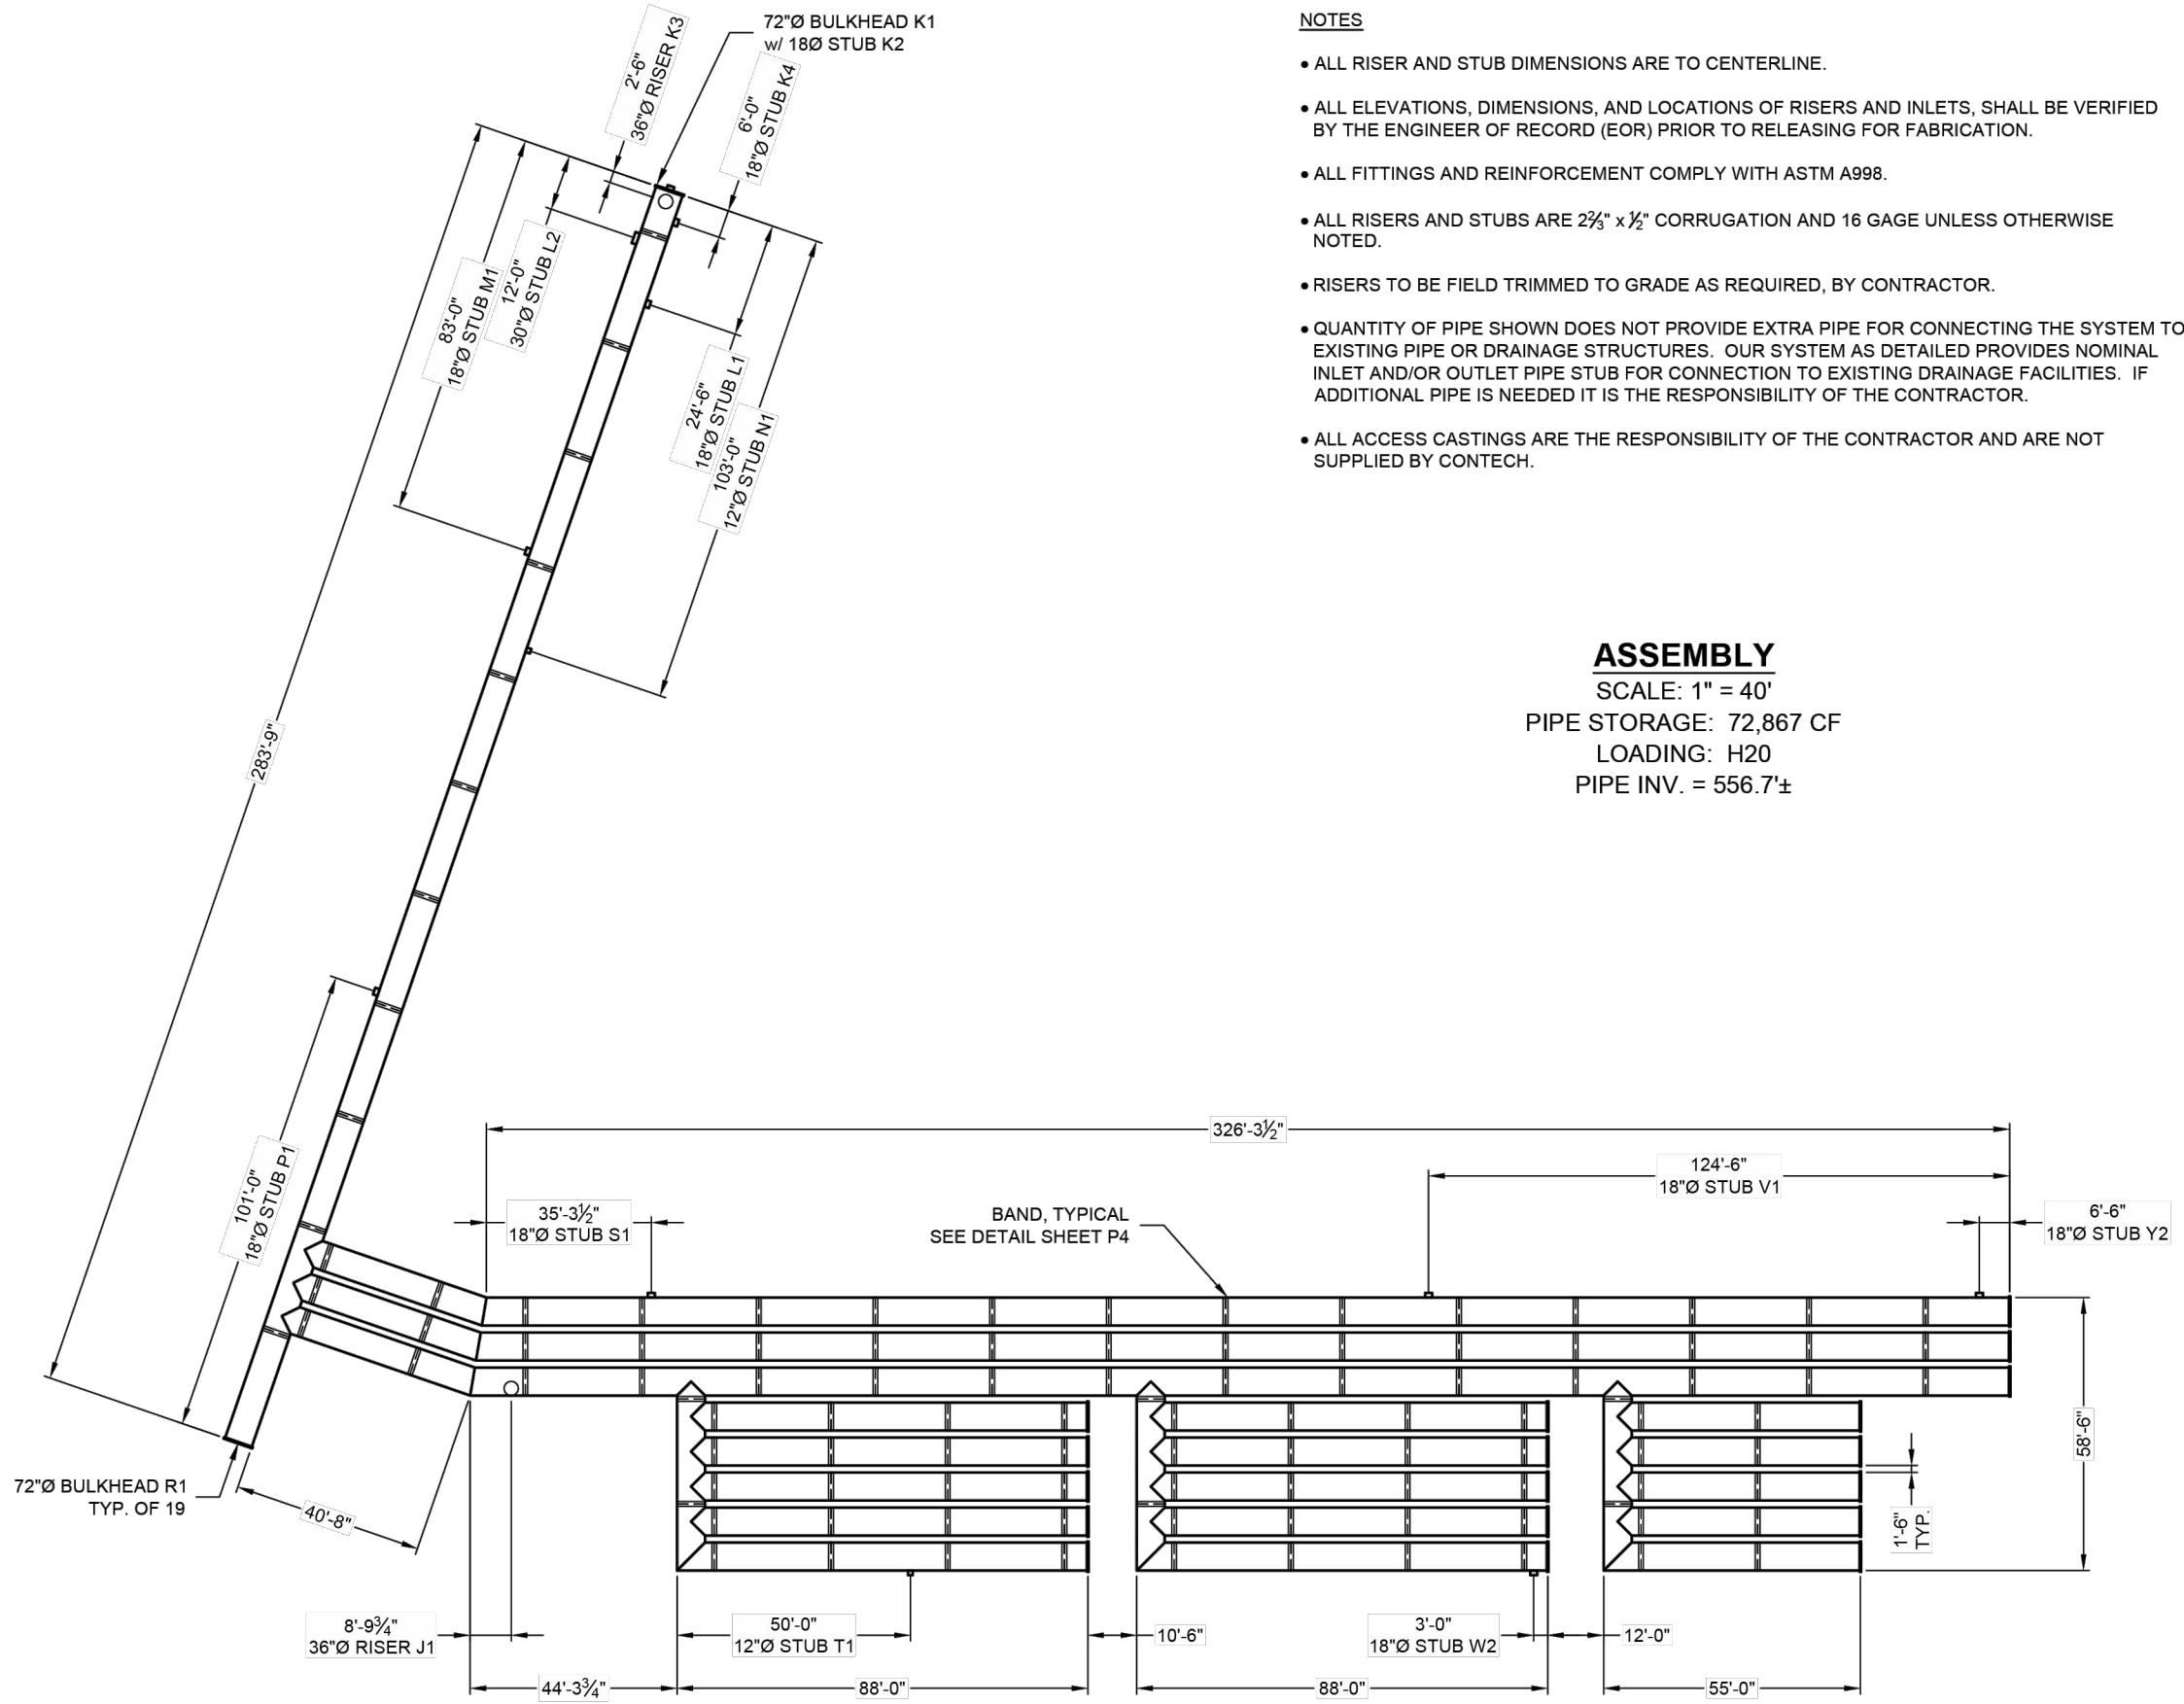 72"Ø BULKHEAD K1
w/ 18Ø STUB K2
2'-6"
36"Ø RISER K3
6'-0"
18"Ø STUB K4
83'-0"
18"Ø STUB M1
12'-0"
30"Ø STUB L2
24'-6"
18"Ø STUB L1
103'-0"
12"Ø STUB N1
283'-9"
101'-0"
18"Ø STUB P1
72"Ø BULKHEAD R1
TYP. OF 19
40'-8"
NOTES
• ALL RISER AND STUB DIMENSIONS ARE TO CENTERLINE.
• ALL ELEVATIONS, DIMENSIONS, AND LOCATIONS OF RISERS AND INLETS, SHALL BE VERIFIED
BY THE ENGINEER OF RECORD (EOR) PRIOR TO RELEASING FOR FABRICATION.
• ALL FITTINGS AND REINFORCEMENT COMPLY WITH ASTM A998.
• ALL RISERS AND STUBS ARE 2⅔" x ½" CORRUGATION AND 16 GAGE UNLESS OTHERWISE
NOTED.
• RISERS TO BE FIELD TRIMMED TO GRADE AS REQUIRED, BY CONTRACTOR.
• QUANTITY OF PIPE SHOWN DOES NOT PROVIDE EXTRA PIPE FOR CONNECTING THE SYSTEM TO
EXISTING PIPE OR DRAINAGE STRUCTURES. OUR SYSTEM AS DETAILED PROVIDES NOMINAL
INLET AND/OR OUTLET PIPE STUB FOR CONNECTION TO EXISTING DRAINAGE FACILITIES. IF
ADDITIONAL PIPE IS NEEDED IT IS THE RESPONSIBILITY OF THE CONTRACTOR.
• ALL ACCESS CASTINGS ARE THE RESPONSIBILITY OF THE CONTRACTOR AND ARE NOT
SUPPLIED BY CONTECH.
ASSEMBLY
SCALE: 1" = 40'
PIPE STORAGE: 72,867 CF
LOADING: H20
PIPE INV. = 556.7'±
326'-3½"
124'-6"
18"Ø STUB V1
35'-3½"
18"Ø STUB S1
BAND, TYPICAL
SEE DETAIL SHEET P4
6'-6"
18"Ø STUB Y2
58'-6"
1'-6"
TYP.
8'-9¾"
36"Ø RISER J1
50'-0"
12"Ø STUB T1
10'-6"
3'-0"
18"Ø STUB W2
12'-0"
44'-3¾"
88'-0"
88'-0"
55'-0"